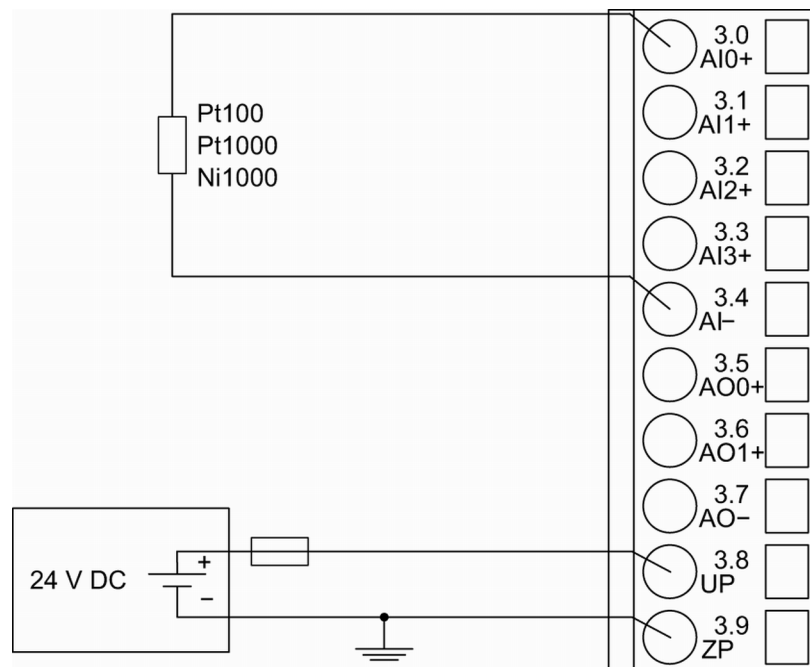 3.0
AI0+
3.1
AI1+
Pt100
Pt1000
Ni1000
3.2
AI2+
3.3
AI3+
3.4
AI−
3.5
AO0+
3.6
AO1+
3.7
AO−
24 V DC
+
−
3.8
UP
3.9
ZP